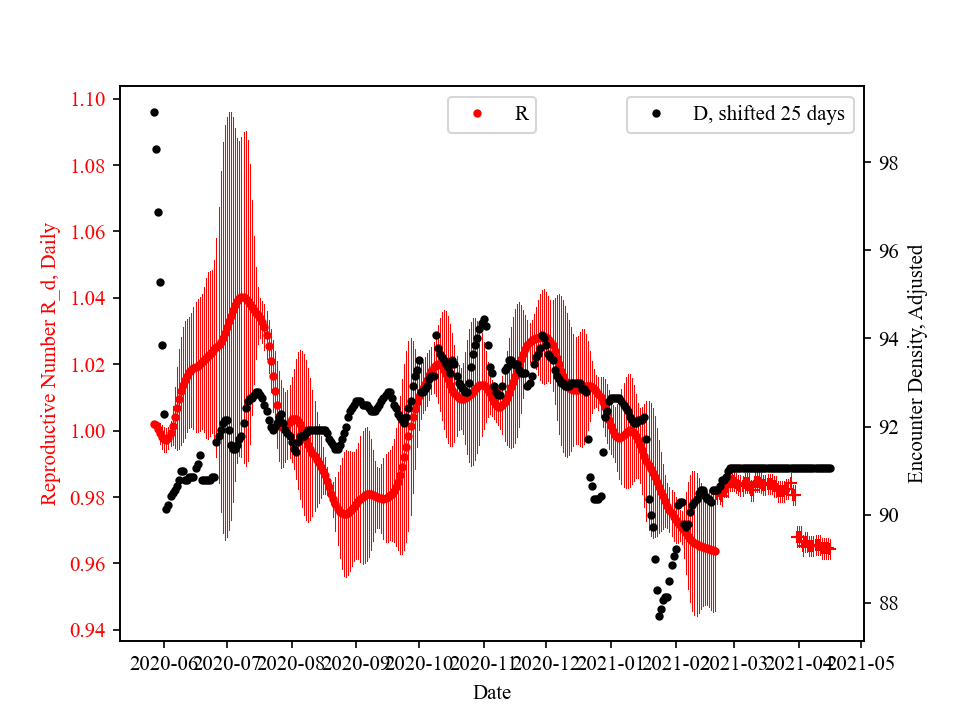 R
D, shifted 25 days
1.10
1.08
1.06
1.04
1.02
1.00
0.98
0.96
0.94
Reproductive Number R_d, Daily
98
96
94
92
90
88
Encounter Density, Adjusted
2020-06 2020-07 2020-08 2020-09 2020-10 2020-11 2020-12 2021-01 2021-02 2021-03 2021-04 2021-05
Date